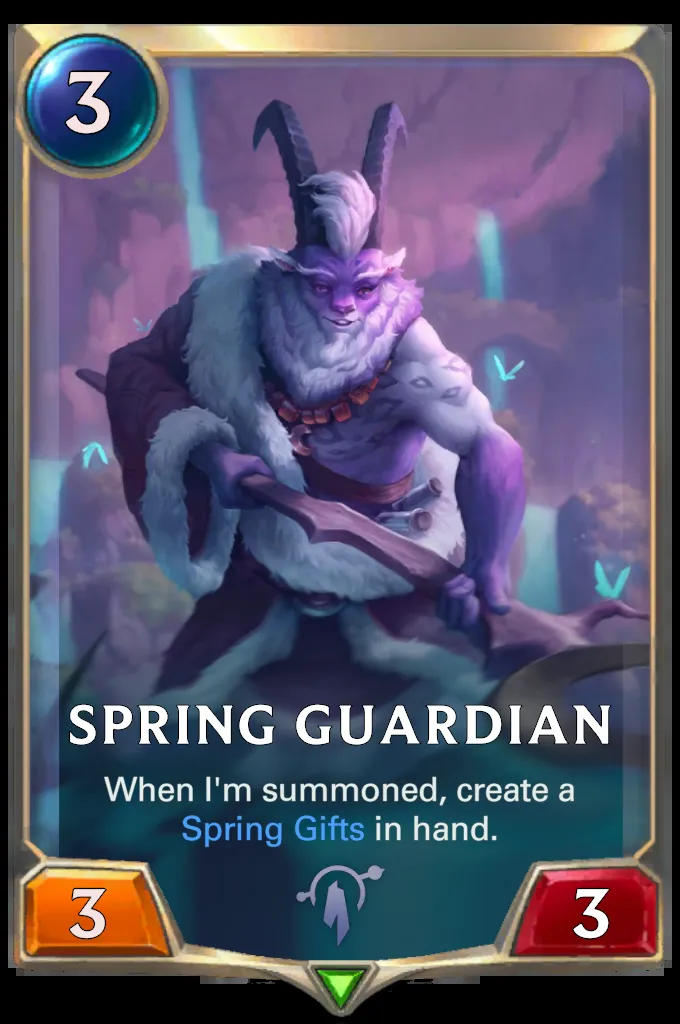 3
SPRING GUARDIAN
When I'm summoned, create a
Spring Gifts in hand.
3
3